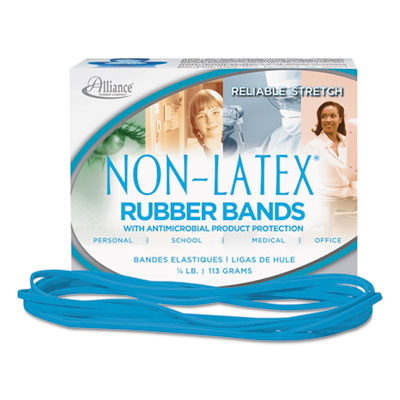 Alliance®
RELIABLE STRETCH
NON-LATEX®
RUBBER BANDS
WITH ANTIMICROBIAL PRODUCT PROTECTION
PERSONAL | SCHOOL | MEDICAL | OFFICE
BANDES ELASTIQUES | LIGAS DE HULE
¼ LB. | 113 GRAMS